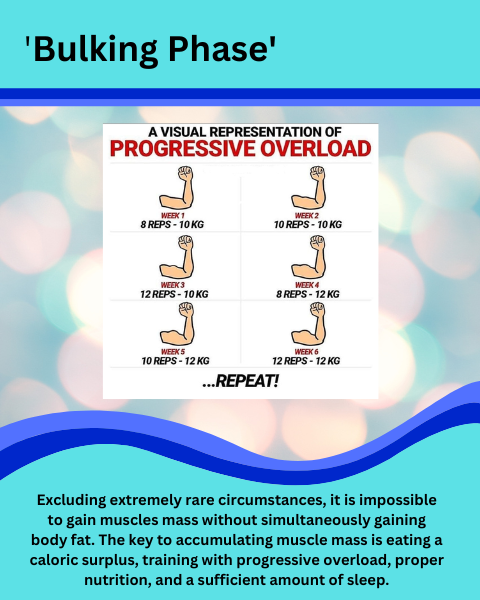 'Bulking Phase'
A VISUAL REPRESENTATION OF
PROGRESSIVE OVERLOAD
WEEK 1
8 REPS - 10 KG
WEEK 2
10 REPS - 10 KG
WEEK 3
12 REPS - 10 KG
WEEK 4
8 REPS - 12 KG
WEEK 5
10 REPS - 12 KG
WEEK 6
12 REPS - 12 KG
...REPEAT!
Excluding extremely rare circumstances, it is impossible
to gain muscles mass without simultaneously gaining
body fat. The key to accumulating muscle mass is eating a
caloric surplus, training with progressive overload, proper
nutrition, and a sufficient amount of sleep.